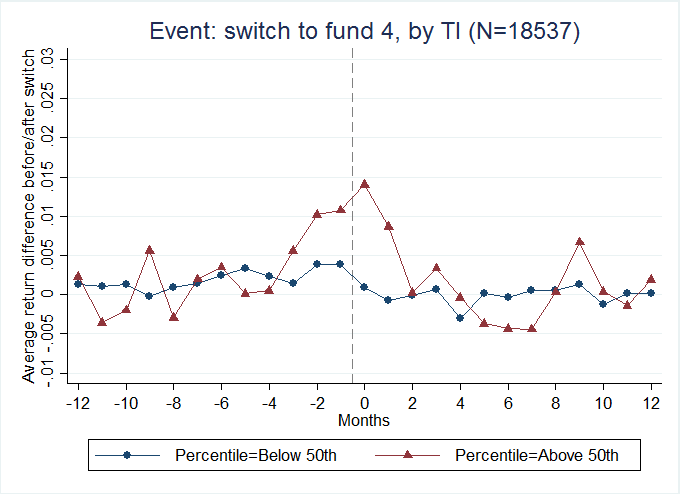 Event: switch to fund 4, by TI (N=18537)
Average return difference before/after switch
.03
.025
.02
.015
.01
.005
0
-.005
-.01
-12 -10 -8 -6 -4 -2 0 2 4 6 8 10 12
Months
Percentile=Below 50th Percentile=Above 50th